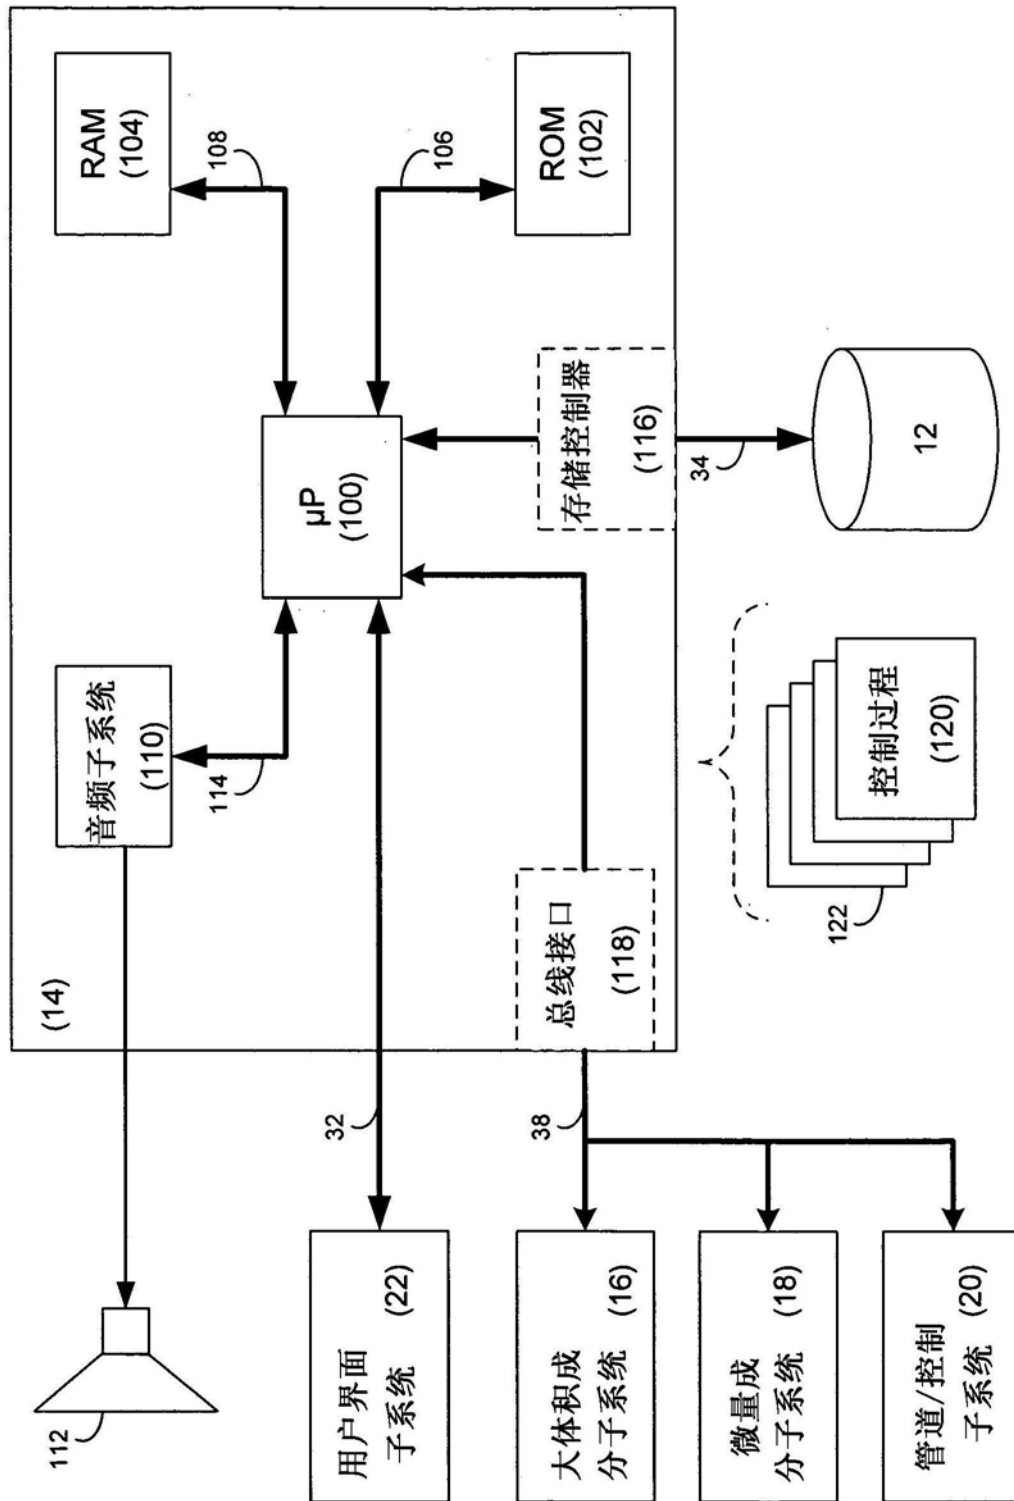 112
(14)
音频子系统
(110)
RAM
(104)
114
108
用户界面
子系统
(22)
32
μP
(100)
106
大体积成
分子系统
(16)
38
总线接口
(118)
存储控制器
(116)
ROM
(102)
34
微量成
分子系统
(18)
122
控制过程
(120)
12
管道/控制
子系统
(20)